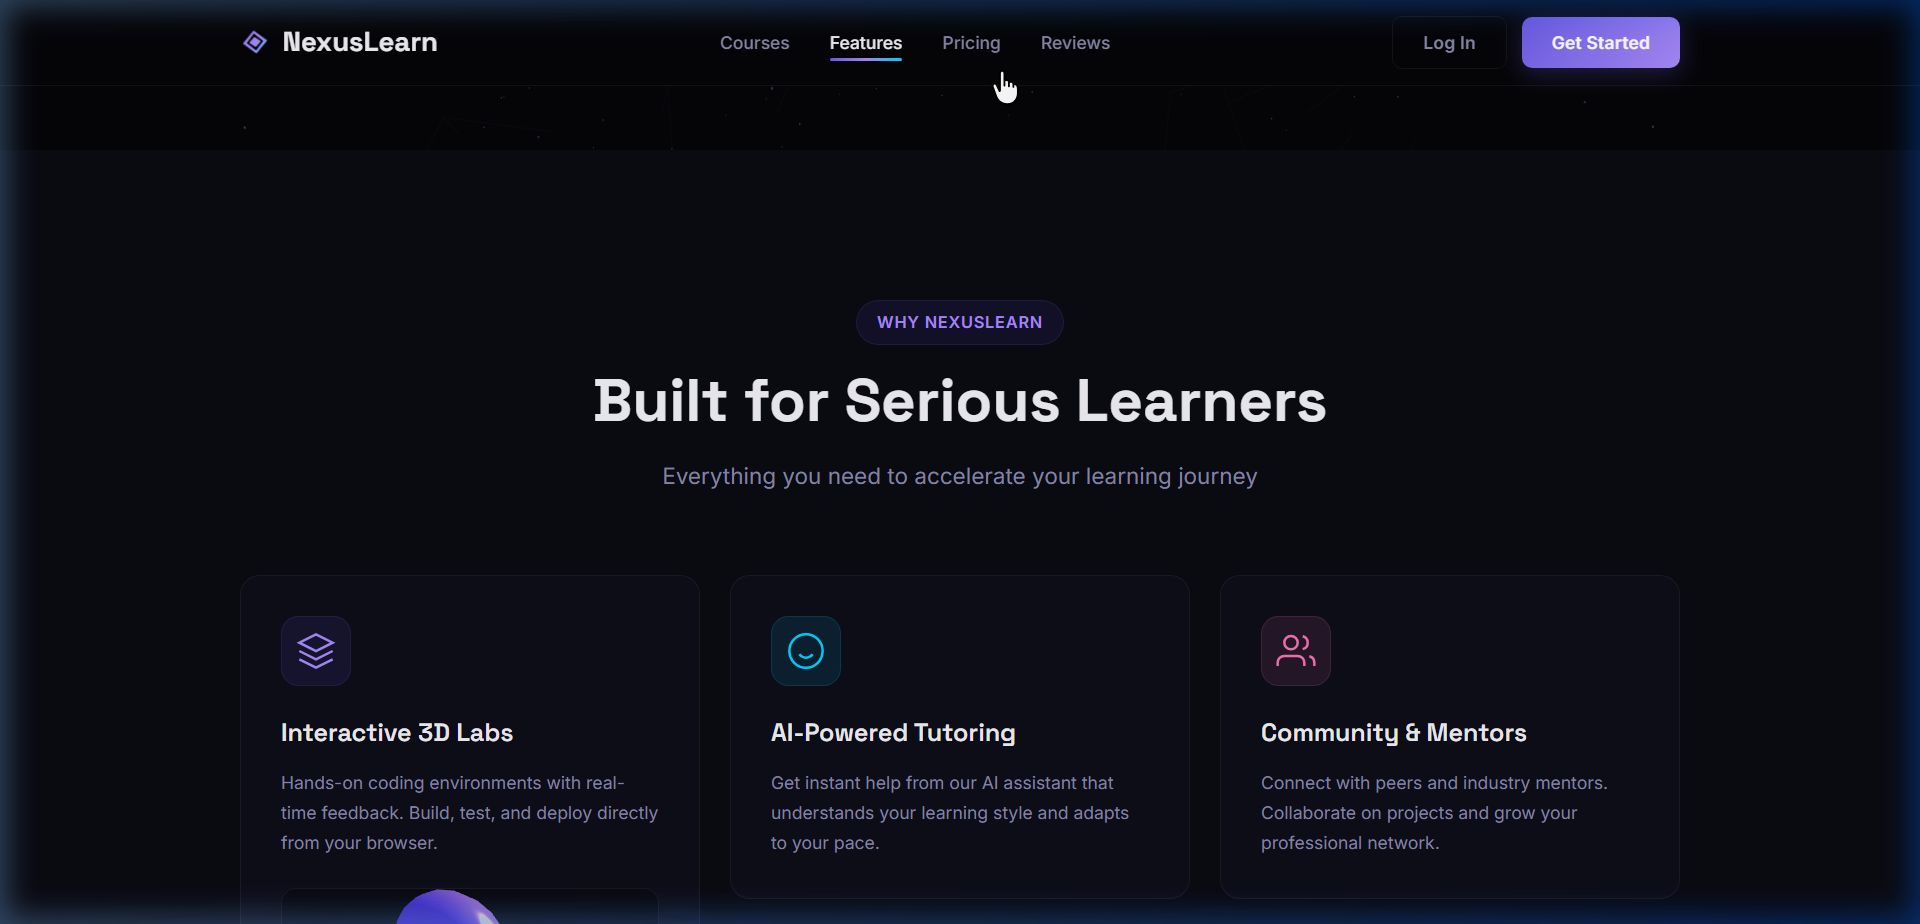 NexusLearn
Courses
Features
Pricing
Reviews
Log In
Get Started
WHY NEXUSLEARN
Built for Serious Learners
Everything you need to accelerate your learning journey
Interactive 3D Labs
Hands-on coding environments with real-
time feedback. Build, test, and deploy directly
from your browser.
AI-Powered Tutoring
Get instant help from our AI assistant that
understands your learning style and adapts
to your pace.
Community & Mentors
Connect with peers and industry mentors.
Collaborate on projects and grow your
professional network.